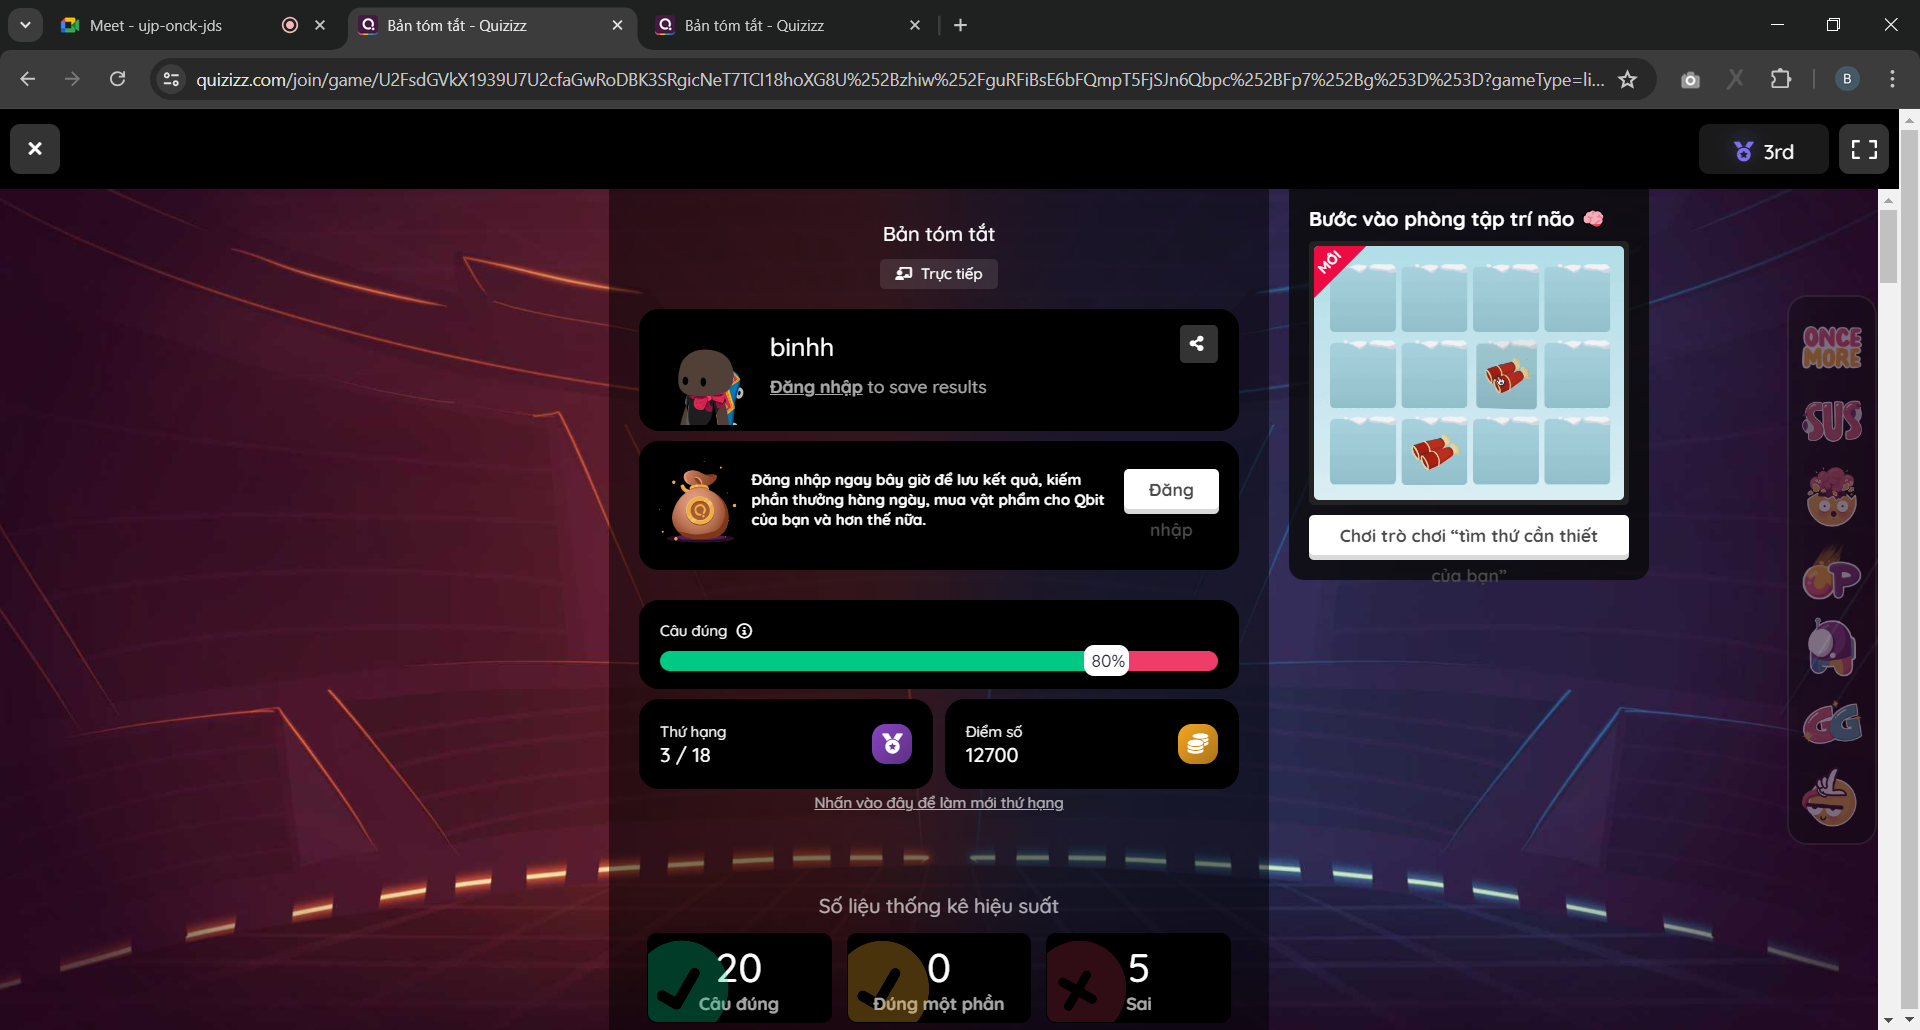 Meet - ujp-onck-jds
Bản tóm tắt - Quizizz
Bản tóm tắt - Quizizz
quizizz.com/join/game/U2FsdGVkX1939U7U2cfaGwRoDBK3SRgicNeT7TCI18hoXG8U%252Bzhiw%252FguRFiBsE6bFQmpT5FjSJn6Qbpc%252BFp7%252Bg%253D%253D?gameType=li...
B
3rd
Bản tóm tắt
Trực tiếp
binhh
Đăng nhập to save results
Đăng nhập ngay bây giờ để lưu kết quả, kiếm
phần thưởng hàng ngày, mua vật phẩm cho Qbit
của bạn và hơn thế nữa.
Đăng
nhập
Câu đúng
80%
Thứ hạng
3 / 18
Điểm số
12700
Nhấn vào đây để làm mới thứ hạng
Số liệu thống kê hiệu suất
20
Câu đúng
0
Đúng một phần
5
Sai
Bước vào phòng tập trí não
MỚI
Chơi trò chơi “tìm thứ cần thiết
của bạn”
ONCE
MORE
SUS
OP
GG